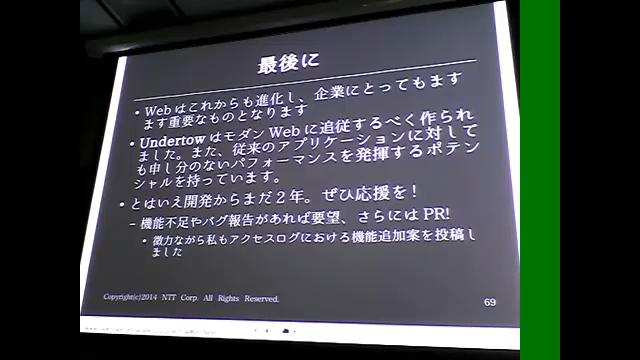 最後に
• Webはこれからも進化し、企業にとってもます
ます重要なものとなります
• UndertowはモダンWebに追従するべく作られ
ました。また、従来のアプリケーションに対して
も申し分のないパフォーマンスを発揮するポテン
シャルを持っています。
• とはいえ開発からまだ2年。ぜひ応援を!
– 機能不足やバグ報告があれば要望、さらにはPR!
• 微力ながら私もアクセスログにおける機能追加案を投稿し
ました
Copyright(c)2014 NTT Corp. All Rights Reserved.
69